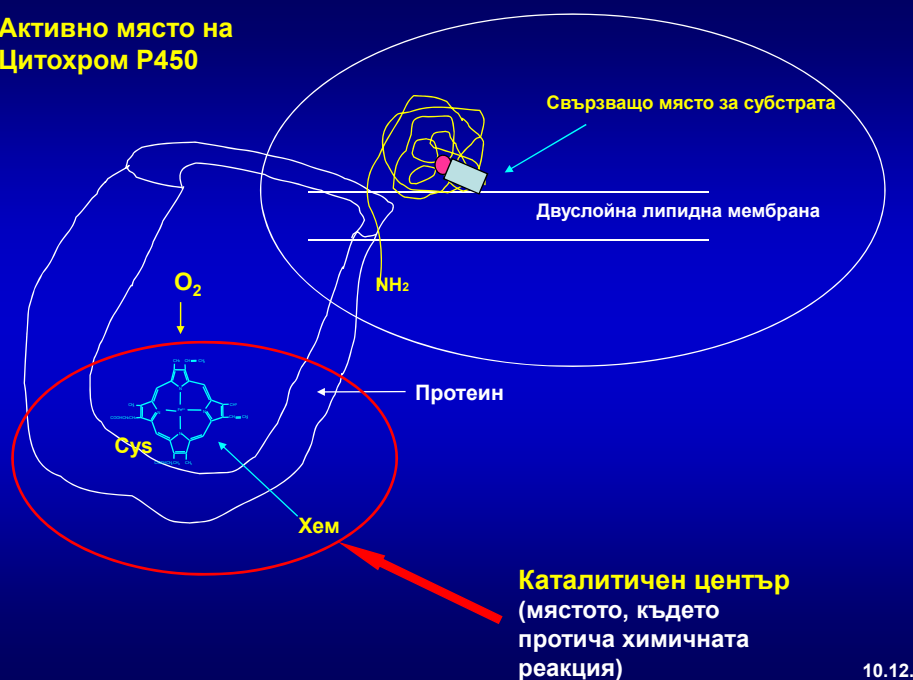 Активно място на
Цитохром P450
Свързващо място за субстрата
Двуслойна липидна мембрана
NH2
O2
Протеин
Cys
Хем
Каталитичен център
(мястото, където
протича химичната
реакция)
10.12.